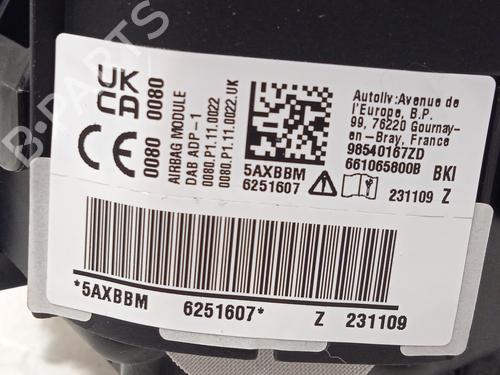 UK
CA
0080
CE
0080
AIRBAG MODULE
DAB ADP-1
0080.P1.11.0022
0080.P1.11.0022.UK
5AXBBM
6251607
Autoliv:Avenue de
l'Europe, B.P.
99, 76220 Gournay-
en-Bray, France
98540167ZD
661065800B BKI
231109 Z
*5AXBBM 6251607* Z 231109
B-PARTS